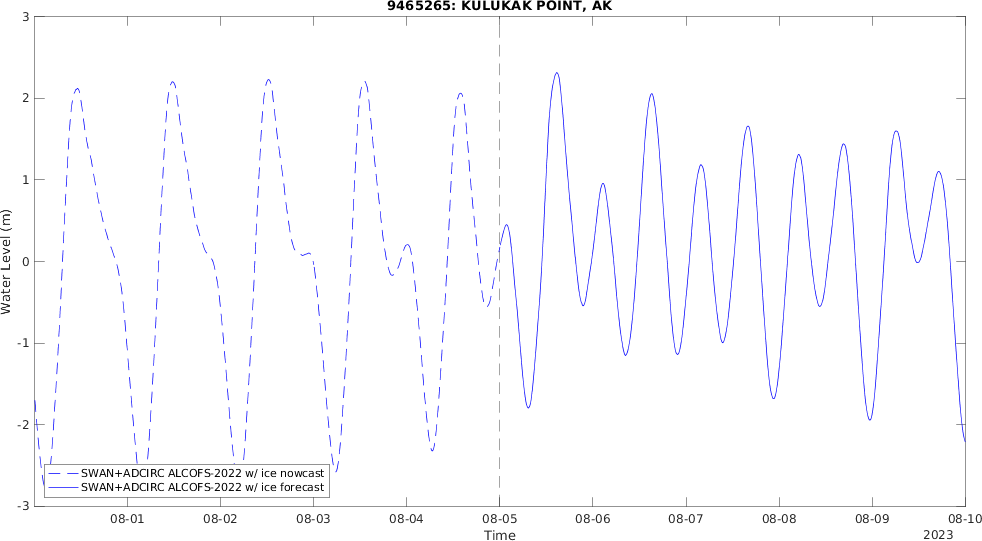 9465265: KULUKAK POINT, AK
Water Level (m)
3
2
1
0
-1
-2
-3
SWAN+ADCIRC ALCOFS-2022 w/ ice nowcast
SWAN+ADCIRC ALCOFS-2022 w/ ice forecast
08-01 08-02 08-03 08-04 08-05 08-06 08-07 08-08 08-09 08-10
Time
2023